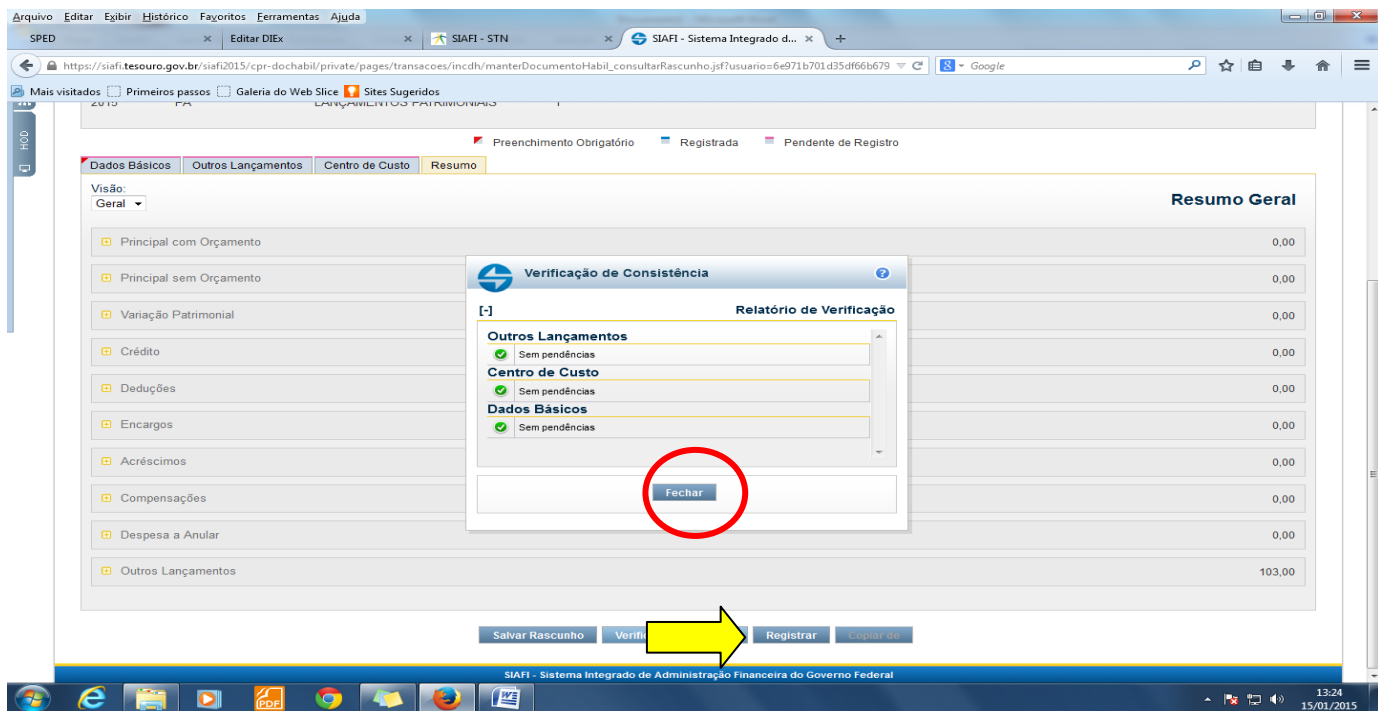 Arquivo Editar Exibir Histórico Favoritos Ferramentas Ajuda
SPED × Editar DIEx × SIAFI - STN × SIAFI - Sistema Integrado d... × +
https://siafi.tesouro.gov.br/siafi2015/cpr-dochabil/private/pages/transacoes/incdh/manterDocumentoHabil_consultarRascunho.jsf?usuario=6e971b701d35df66b679 Google
Mais visitados Primeiros passos Galeria do Web Slice Sites Sugeridos
2015 PA LANÇAMENTOS PATRIMONIAIS 1
HOD
Preenchimento Obrigatório Registrada Pendente de Registro
Dados Básicos Outros Lançamentos Centro de Custo Resumo
Visão:
Geral
Resumo Geral
Principal com Orçamento 0,00
Principal sem Orçamento 0,00
Variação Patrimonial 0,00
Crédito 0,00
Deduções 0,00
Encargos 0,00
Acréscimos 0,00
Compensações 0,00
Despesa a Anular 0,00
Outros Lançamentos 103,00
Verificação de Consistência ?
[-] Relatório de Verificação
Outros Lançamentos
Sem pendências
Centro de Custo
Sem pendências
Dados Básicos
Sem pendências
Fechar
Salvar Rascunho Registrar Copiar de
SIAFI - Sistema Integrado de Administração Financeira do Governo Federal
PDF
13:24
15/01/2015